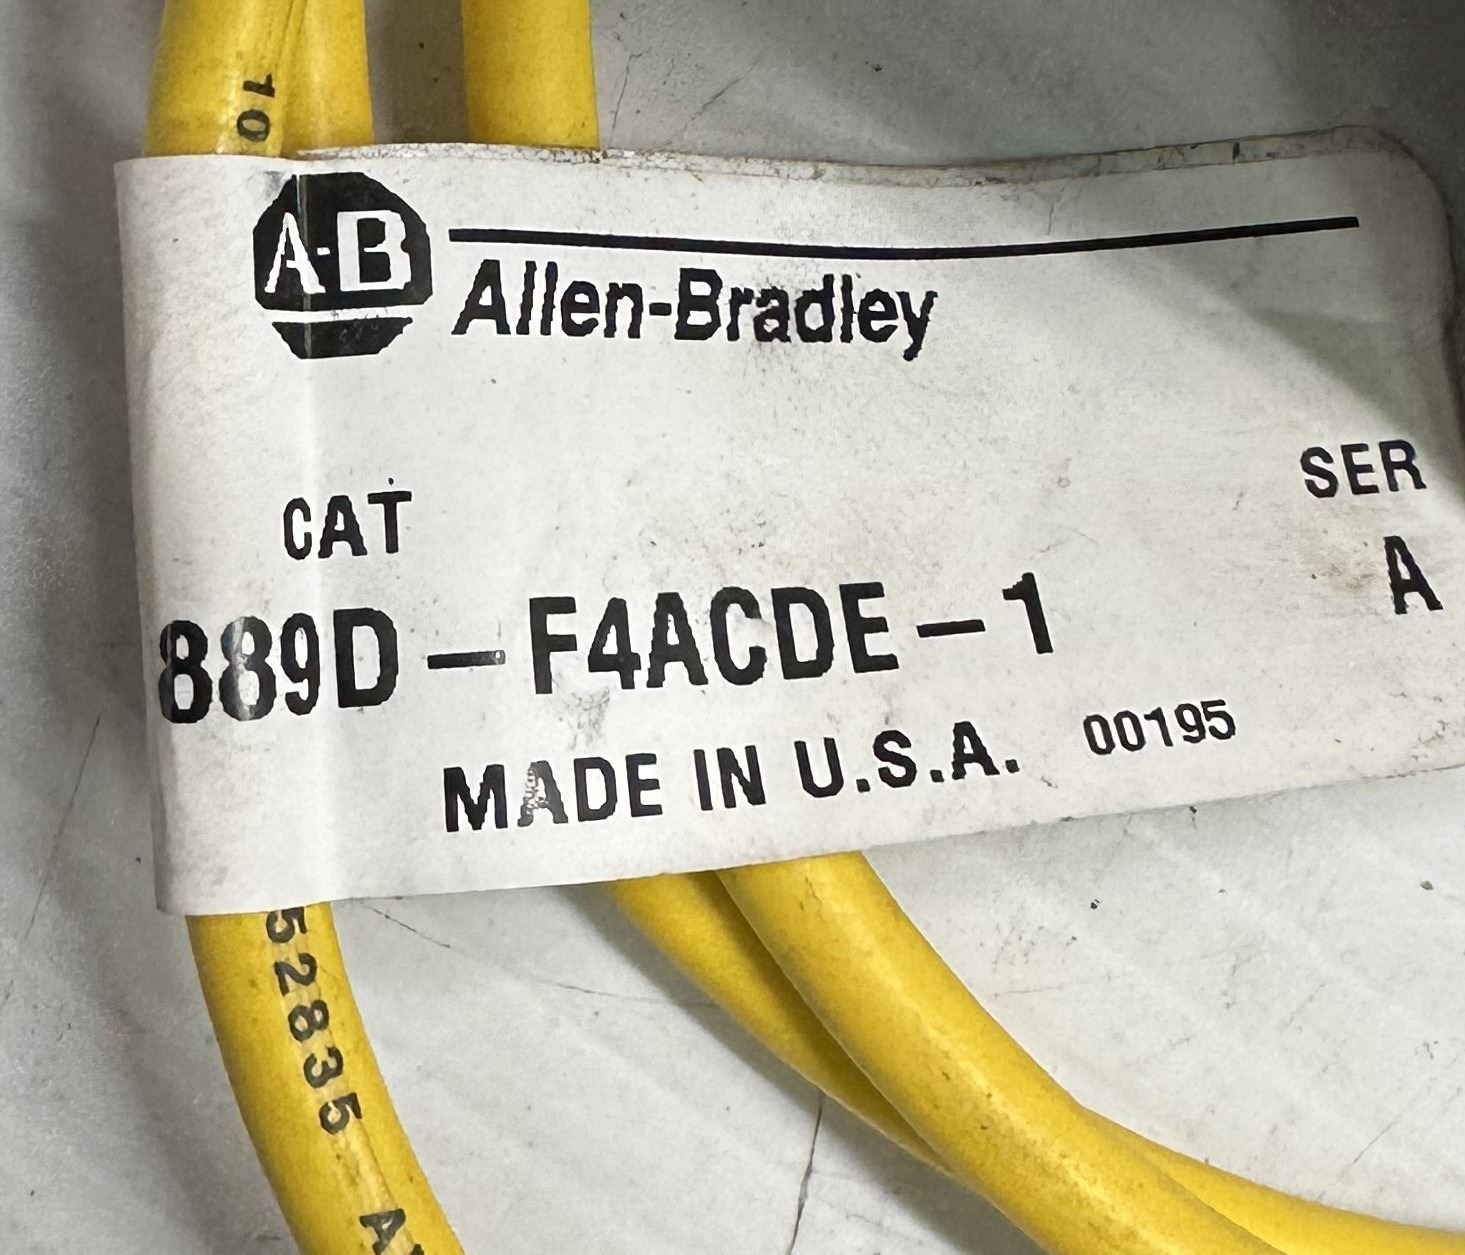 10
A-B
Allen-Bradley
CAT
SER
889D-F4ACDE-1
A
MADE IN U.S.A. 00195
52835